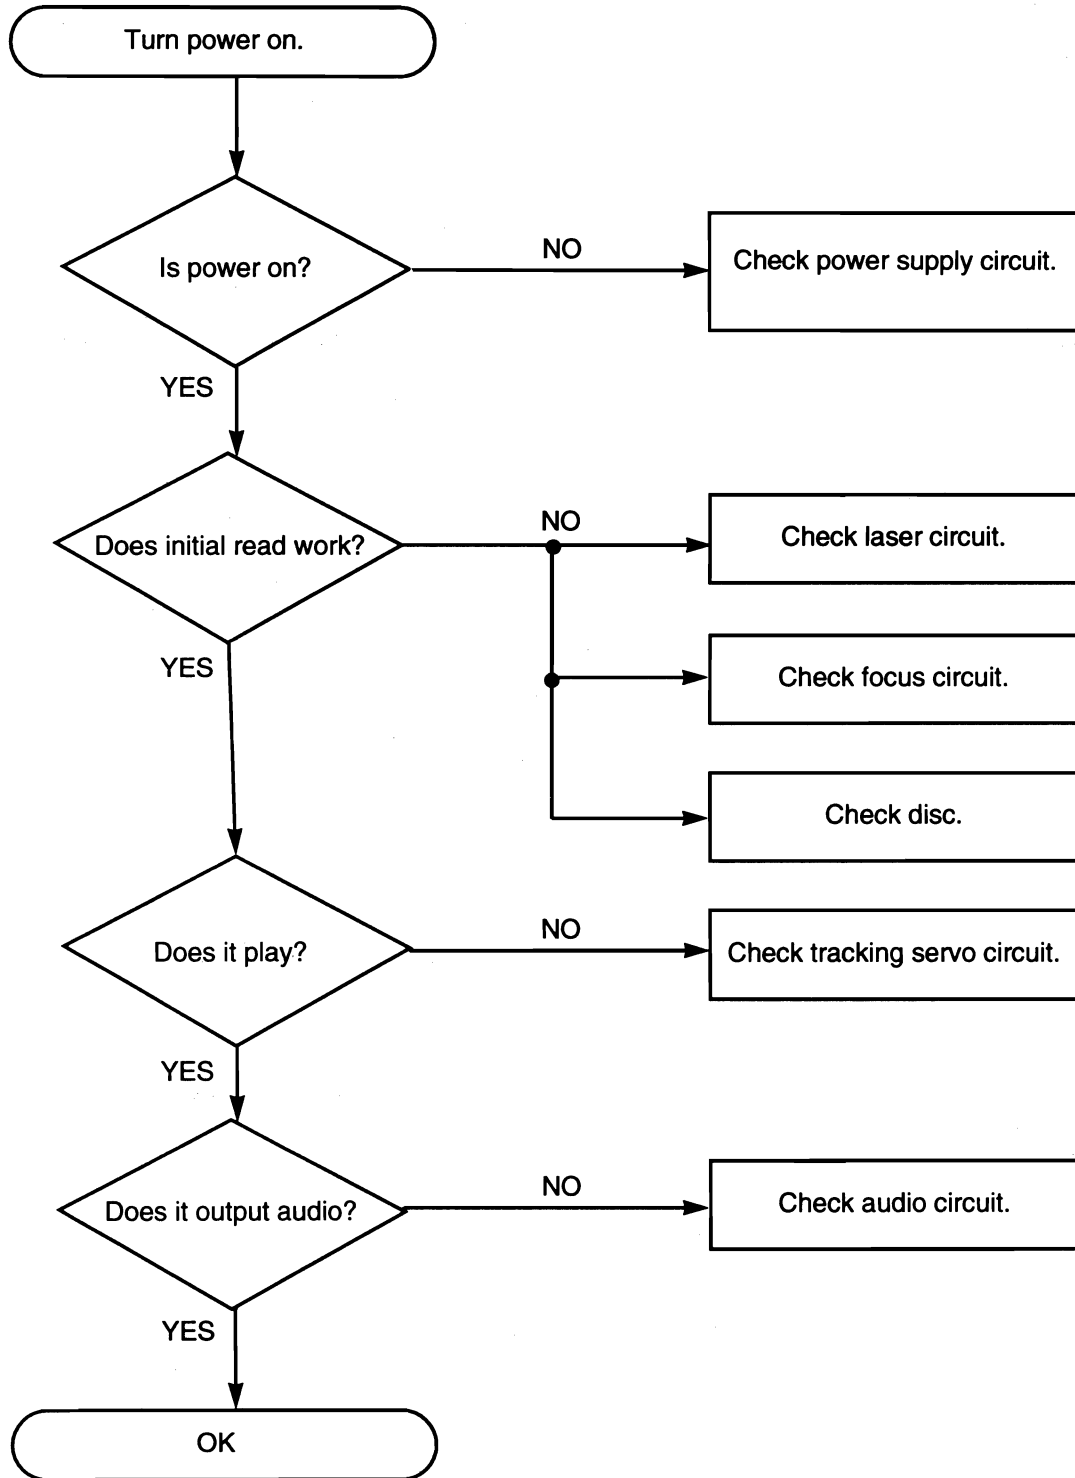 Turn power on.
Is power on?
NO
Check power supply circuit.
YES
Does initial read work?
NO
Check laser circuit.
YES
Check focus circuit.
Check disc.
Does it play?
NO
Check tracking servo circuit.
YES
Does it output audio?
NO
Check audio circuit.
YES
OK